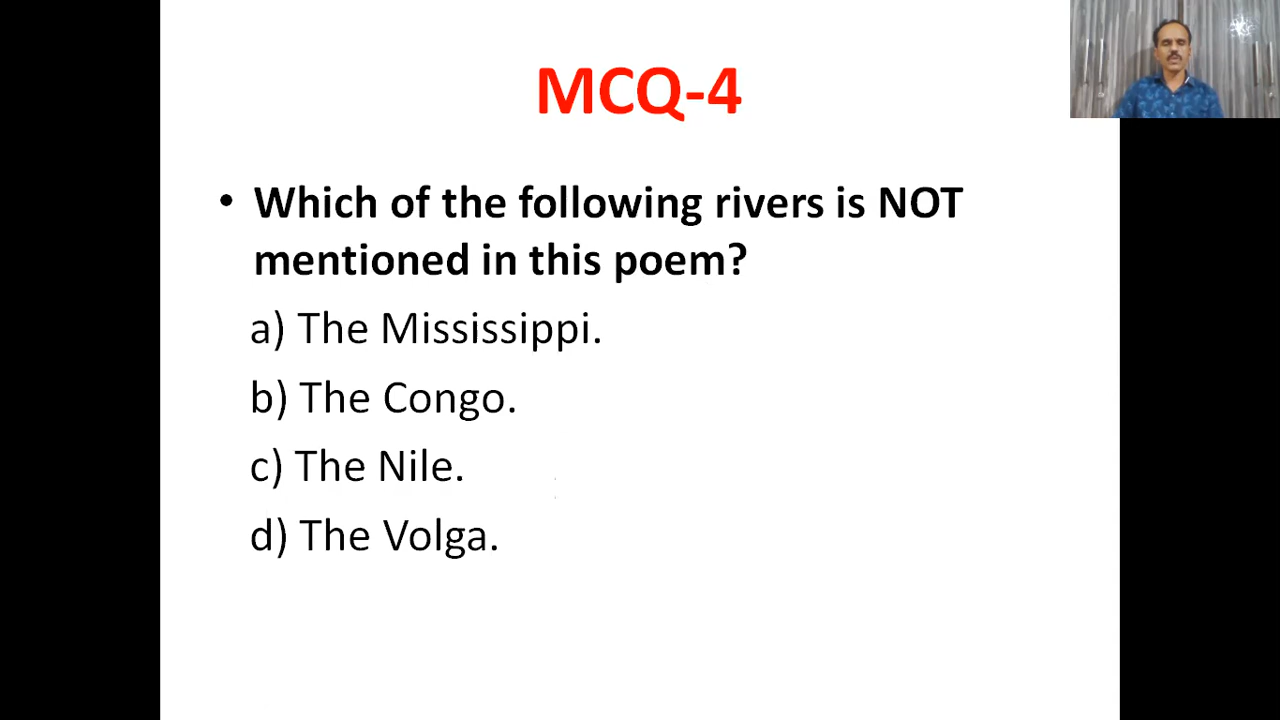 MCQ-4
• Which of the following rivers is NOT
mentioned in this poem?
a) The Mississippi.
b) The Congo.
c) The Nile.
d) The Volga.